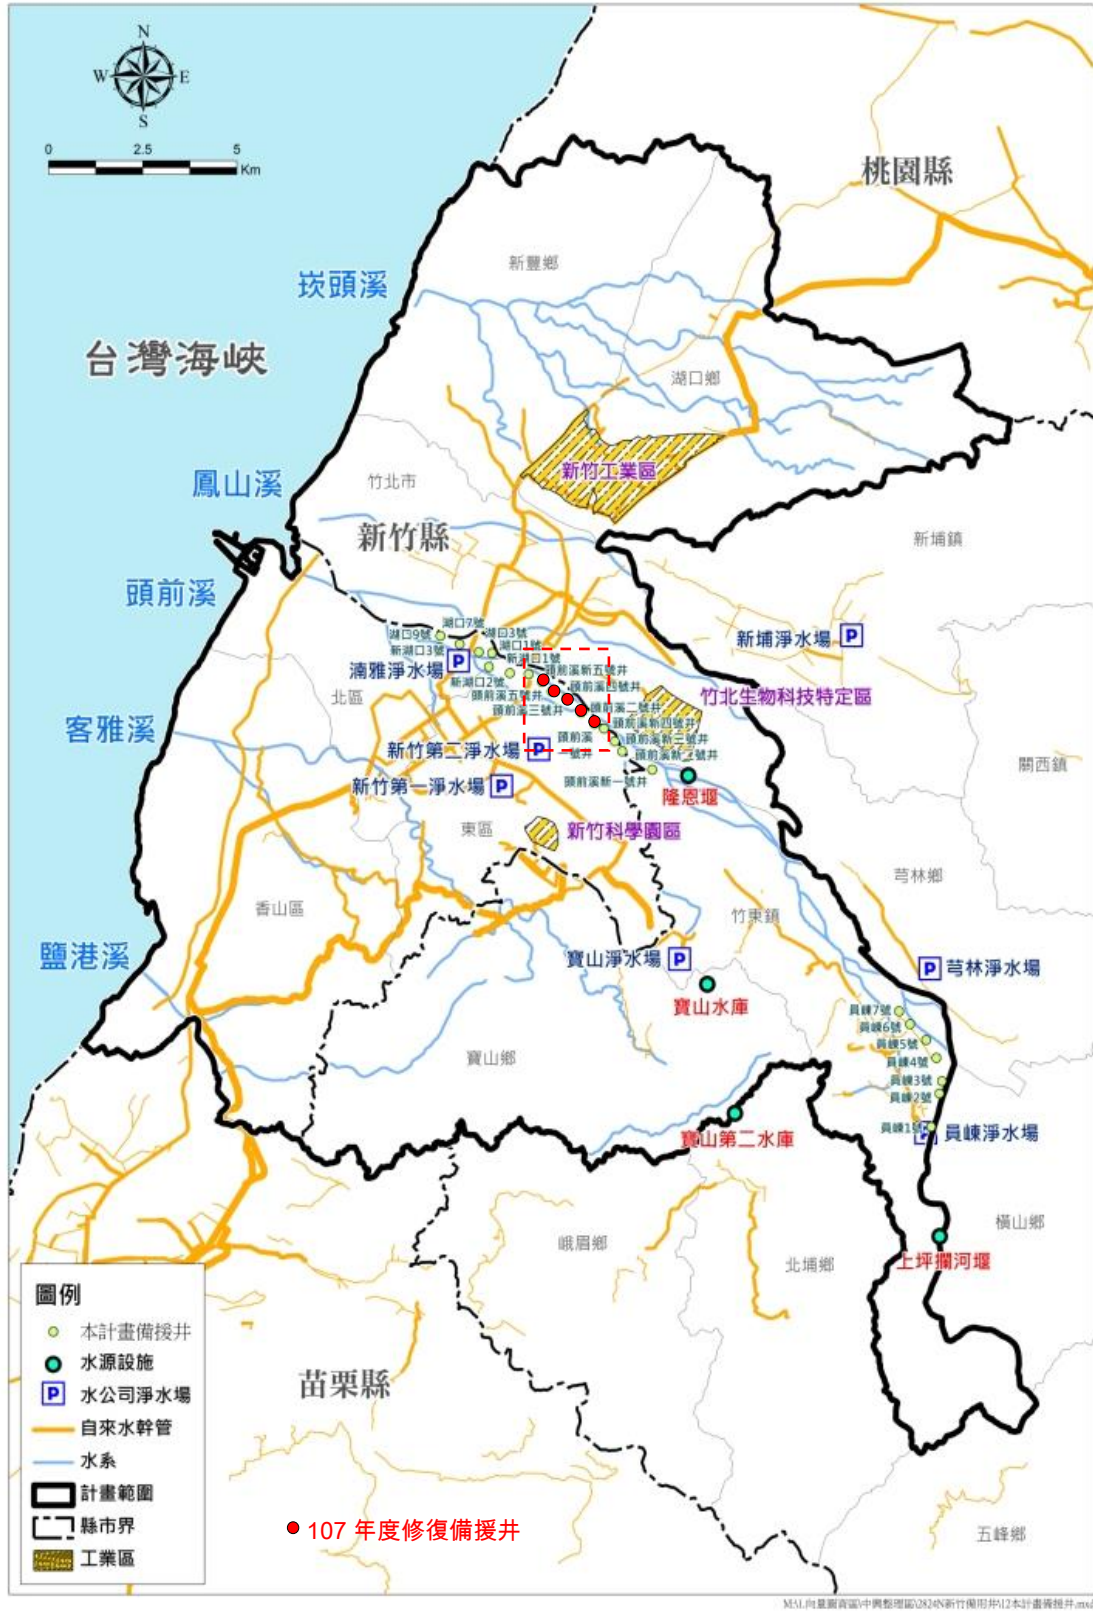 N
W
E
S
0
2.5
5
Km
桃園縣
新豐鄉
崁頭溪
台灣海峽
湖口鄉
新竹工業區
竹北市
鳳山溪
新竹縣
新埔鎮
頭前溪
湖口7號
湖口9號
湖口3號
新湖口3號
湖口1號
新埔淨水場
新湖口1號
湳雅淨水場
頭前溪新五號井
新湖口2號
頭前溪四號井
北區
頭前溪五號井
竹北生物科技特定區
頭前溪三號井
頭前溪二號井
頭前溪新四號井
客雅溪
頭前溪
一號井
頭前溪新三號井
新竹第二淨水場
頭前溪新二號井
關西鎮
新竹第一淨水場
頭前溪新一號井
隆恩堰
東區
新竹科學園區
芎林鄉
香山區
竹東鎮
鹽港溪
寶山淨水場
芎林淨水場
寶山水庫
員崠7號
員崠6號
員崠5號
寶山鄉
員崠4號
員崠3號
員崠2號
員崠1號
員崠淨水場
寶山第二水庫
橫山鄉
峨眉鄉
上坪攔河堰
北埔鄉
圖例
本計畫備援井
水源設施
P
水公司淨水場
自來水幹管
水系
計畫範圍
縣市界
工業區
苗栗縣
107 年度修復備援井
五峰鄉